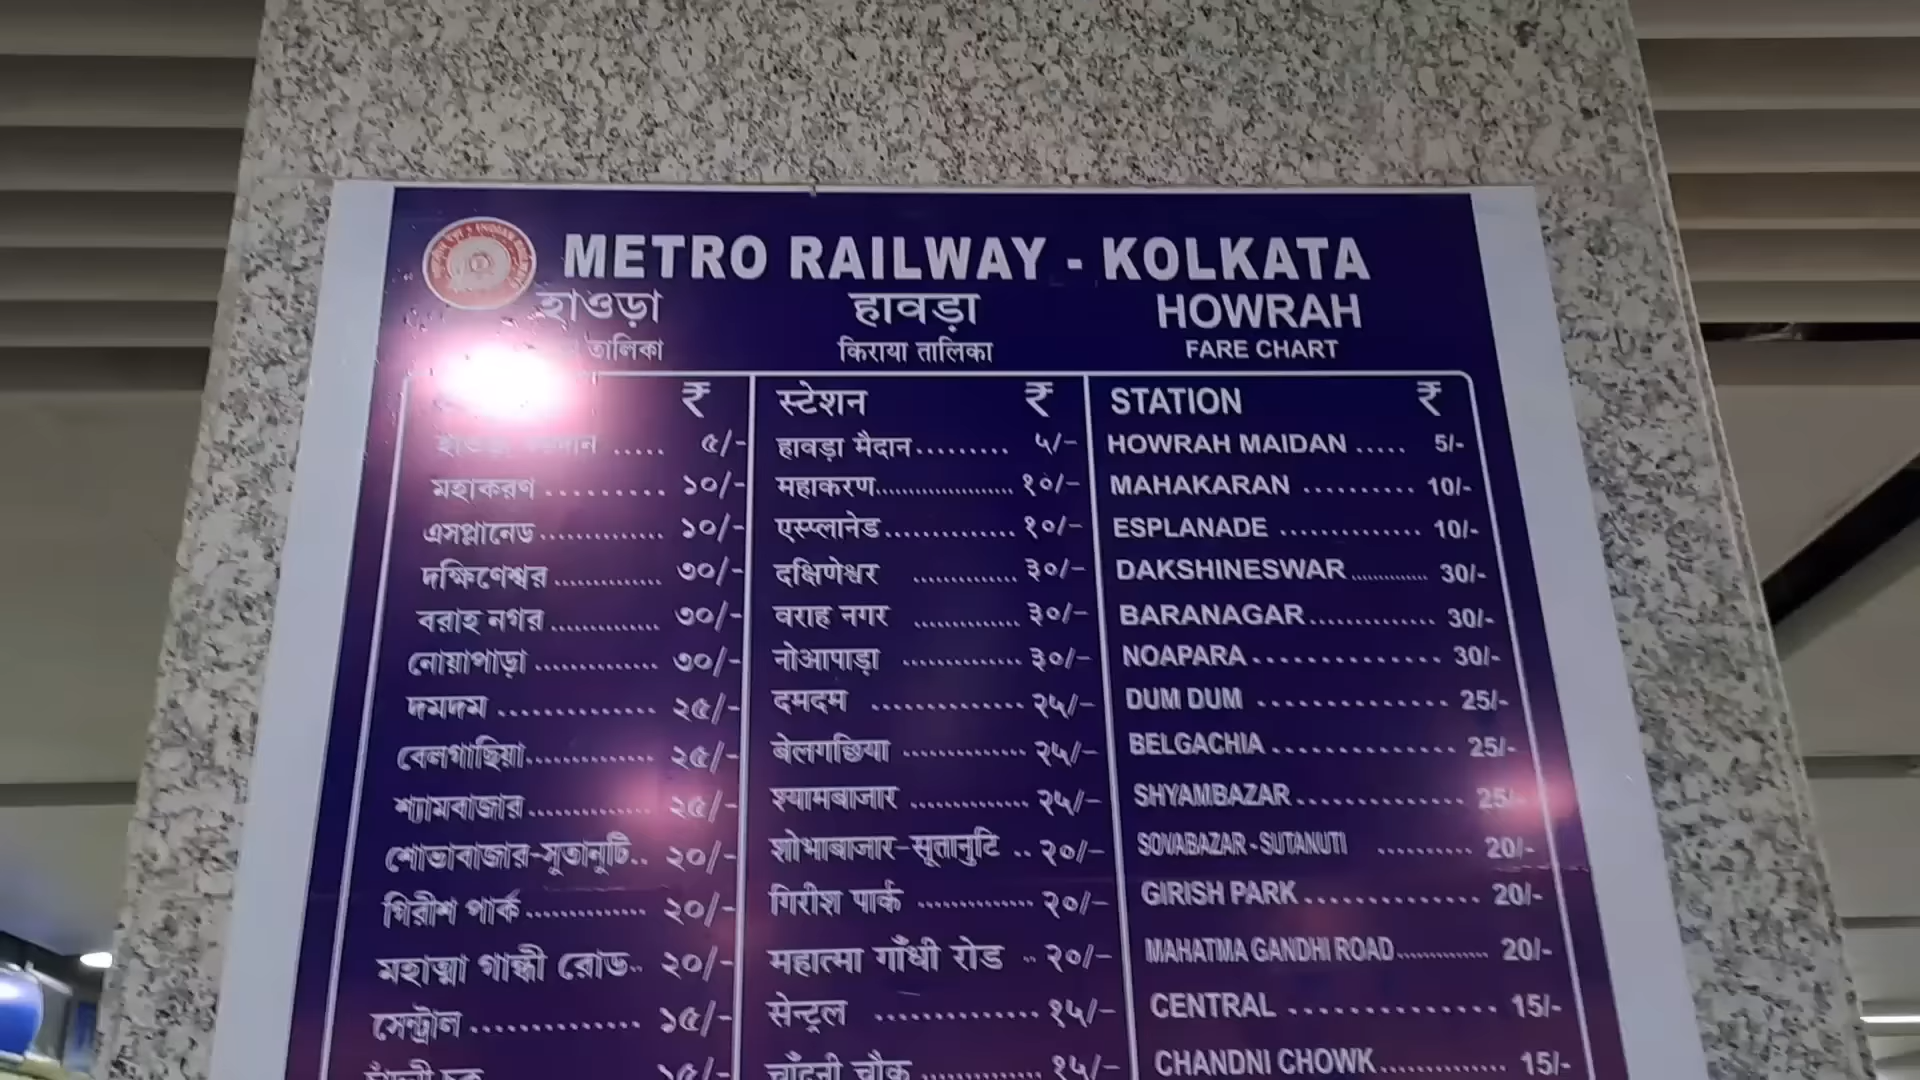 METRO RAILWAY - KOLKATA
হাওড়া हावड़ा HOWRAH
তালিকা किराया तालिका FARE CHART
₹ स्टेशन ₹ STATION ₹
..... ৫/- हावड़ा मैदान......... ५/- HOWRAH MAIDAN ..... 5/-
মহাকরণ.......... ১০/- महाकरण...................... १०/- MAHAKARAN .......... 10/-
এসপ্লানেড............. ১০/- एस्प्लानेड.............. १०/- ESPLANADE ............. 10/-
দক্ষিণেশ্বর............. ৩০/- दक्षिणेश्वर ............. ३०/- DAKSHINESWAR............... 30/-
বরাহ নগর............. ৩০/- वराह नगर ............. ३०/- BARANAGAR............. 30/-
নোয়াপাড়া............... ৩০/- नोआपाड़ा .............. ३०/- NOAPARA............... 30/-
দমদম.............. ২৫/- दमदम .............. २५/- DUM DUM .............. 25/-
বেলগাছিয়া.............. ২৫/- बेलगछिया .............. २५/- BELGACHIA.............. 25/-
শ্যামবাজার.............. ২৫/- श्यामबाजार .............. २५/- SHYAMBAZAR............. 25/-
শোভাবাজার-সুতানুটি.. ২০/- शोभाबाजार-सूतानुटि .. २०/- SOVABAZAR - SUTANUTI .......... 20/-
গিরীশ পার্ক............. ২০/- गिरीश पार्क ............. २०/- GIRISH PARK............. 20/-
মহাত্মা গান্ধী রোড.. ২০/- महात्मा गाँधी रोड .. २०/- MAHATMA GANDHI ROAD............... 20/-
সেন্ট্রাল............... ১৫/- सेन्ट्रल .............. १५/- CENTRAL .............. 15/-
১৫/- चाँदनी चौक ............. १५/- CHANDNI CHOWK............. 15/-